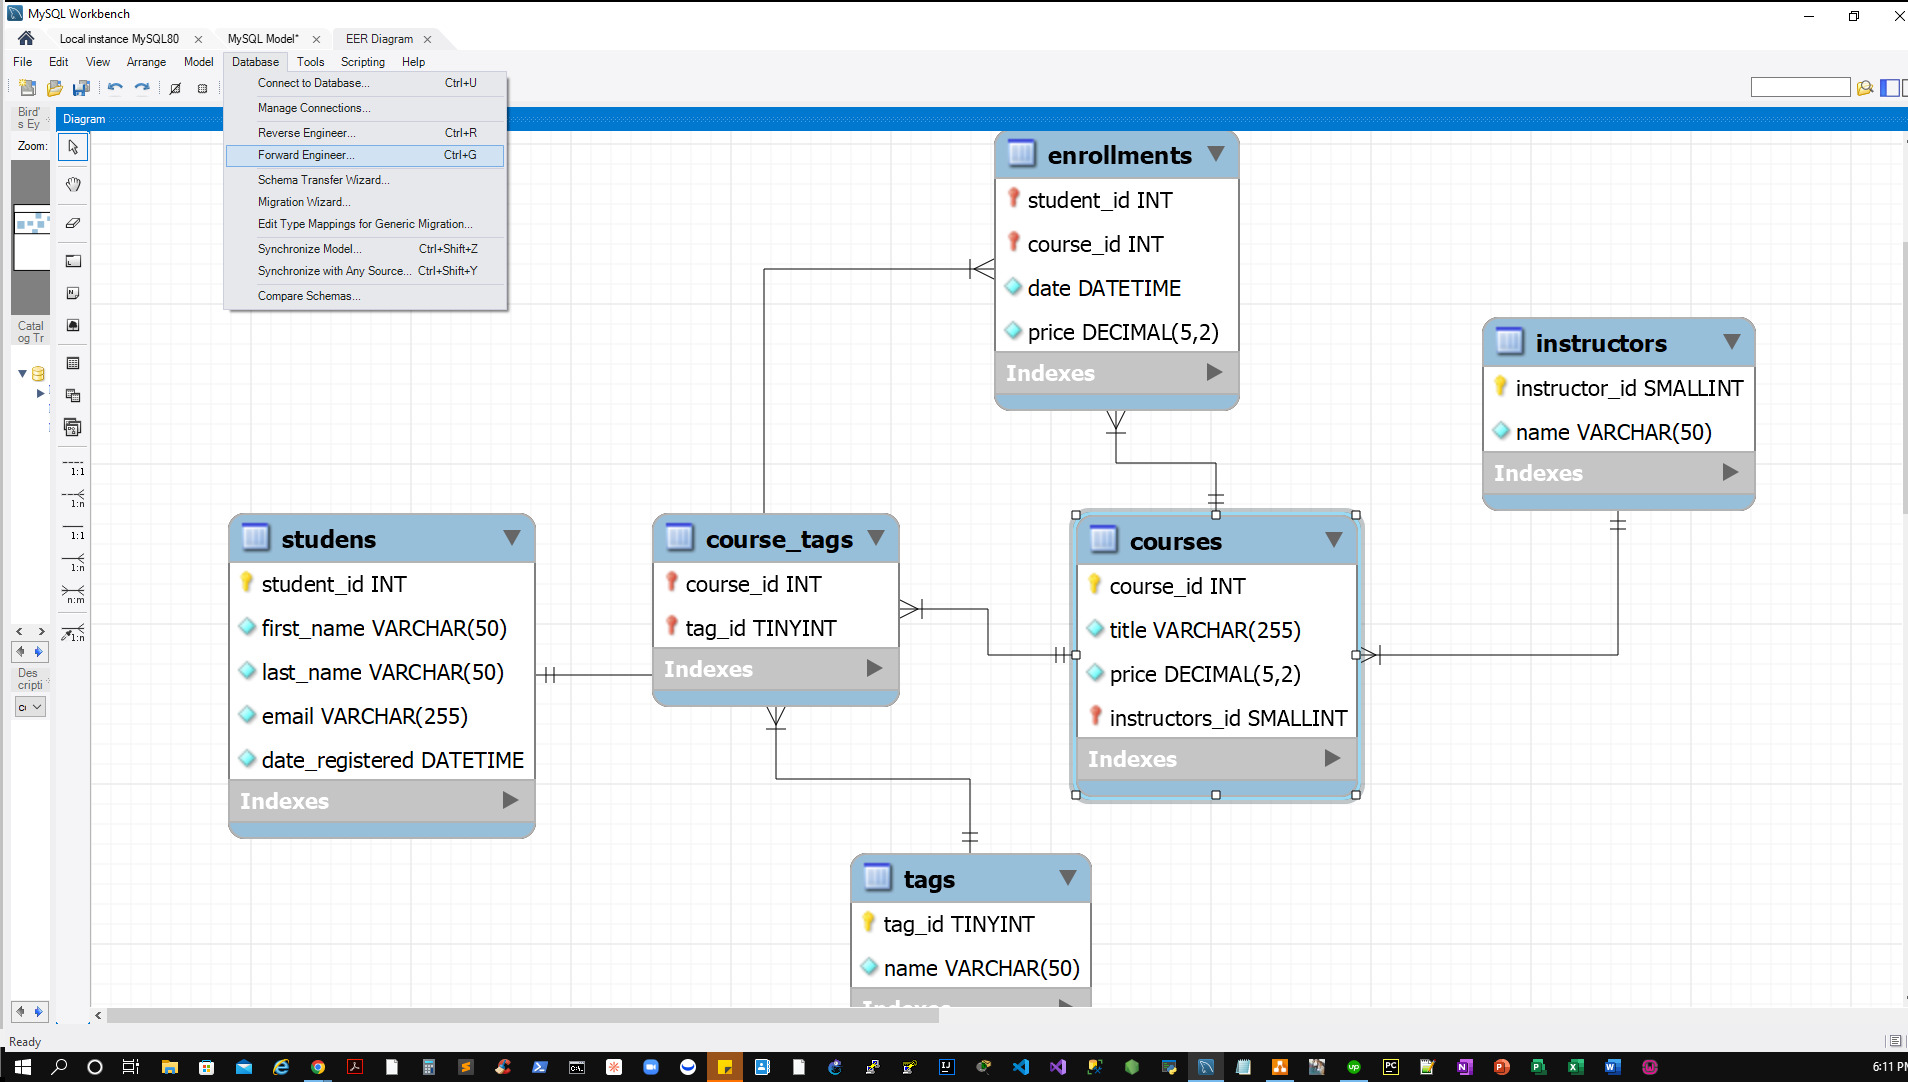 MySQL Workbench
Local instance MySQL80
MySQL Model*
EER Diagram
File Edit View Arrange Model Database Tools Scripting Help
Connect to Database... Ctrl+U
Manage Connections...
Reverse Engineer... Ctrl+R
Forward Engineer... Ctrl+G
Schema Transfer Wizard...
Migration Wizard...
Edit Type Mappings for Generic Migration...
Synchronize Model... Ctrl+Shift+Z
Synchronize with Any Source... Ctrl+Shift+Y
Compare Schemas...
Bird'
s Ey
Zoom:
Catal
og Tr
Des
cripti
Diagram
1:1
1:n
1:1
1:n
n:m
1:n
enrollments
student_id INT
course_id INT
date DATETIME
price DECIMAL(5,2)
Indexes
instructors
instructor_id SMALLINT
name VARCHAR(50)
Indexes
studens
student_id INT
first_name VARCHAR(50)
last_name VARCHAR(50)
email VARCHAR(255)
date_registered DATETIME
Indexes
course_tags
course_id INT
tag_id TINYINT
Indexes
courses
course_id INT
title VARCHAR(255)
price DECIMAL(5,2)
instructors_id SMALLINT
Indexes
tags
tag_id TINYINT
name VARCHAR(50)
Indexes
Ready
6:11 PM